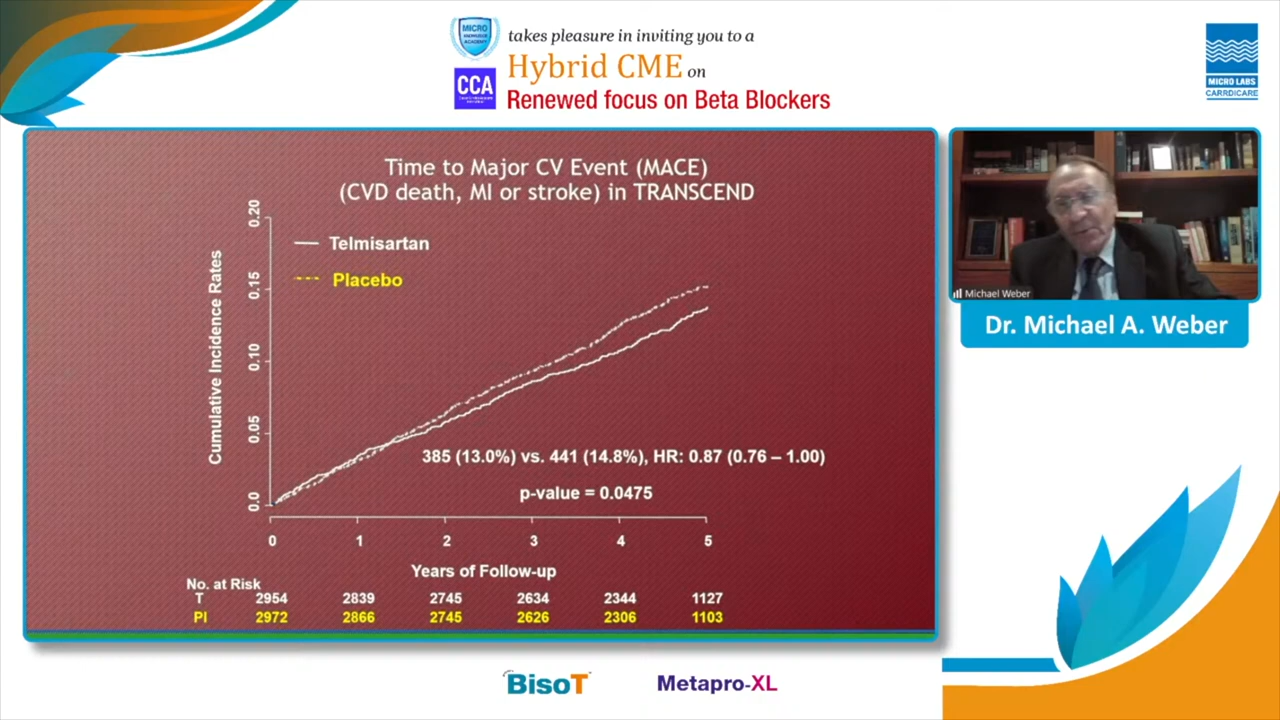 MICRO
KNOWLEDGE
ACADEMY
CCA
takes pleasure in inviting you to a
Hybrid CME on
Renewed focus on Beta Blockers
MICRO LABS
CARRDICARE
Time to Major CV Event (MACE)
(CVD death, MI or stroke) in TRANSCEND
Cumulative Incidence Rates
0.20
0.15
0.10
0.05
0.0
Telmisartan
Placebo
385 (13.0%) vs. 441 (14.8%), HR: 0.87 (0.76 – 1.00)
p-value = 0.0475
0 1 2 3 4 5
Years of Follow-up
No. at Risk
T 2954 2839 2745 2634 2344 1127
Pl 2972 2866 2745 2626 2306 1103
Michael Weber
Dr. Michael A. Weber
BisoT
Metapro-XL